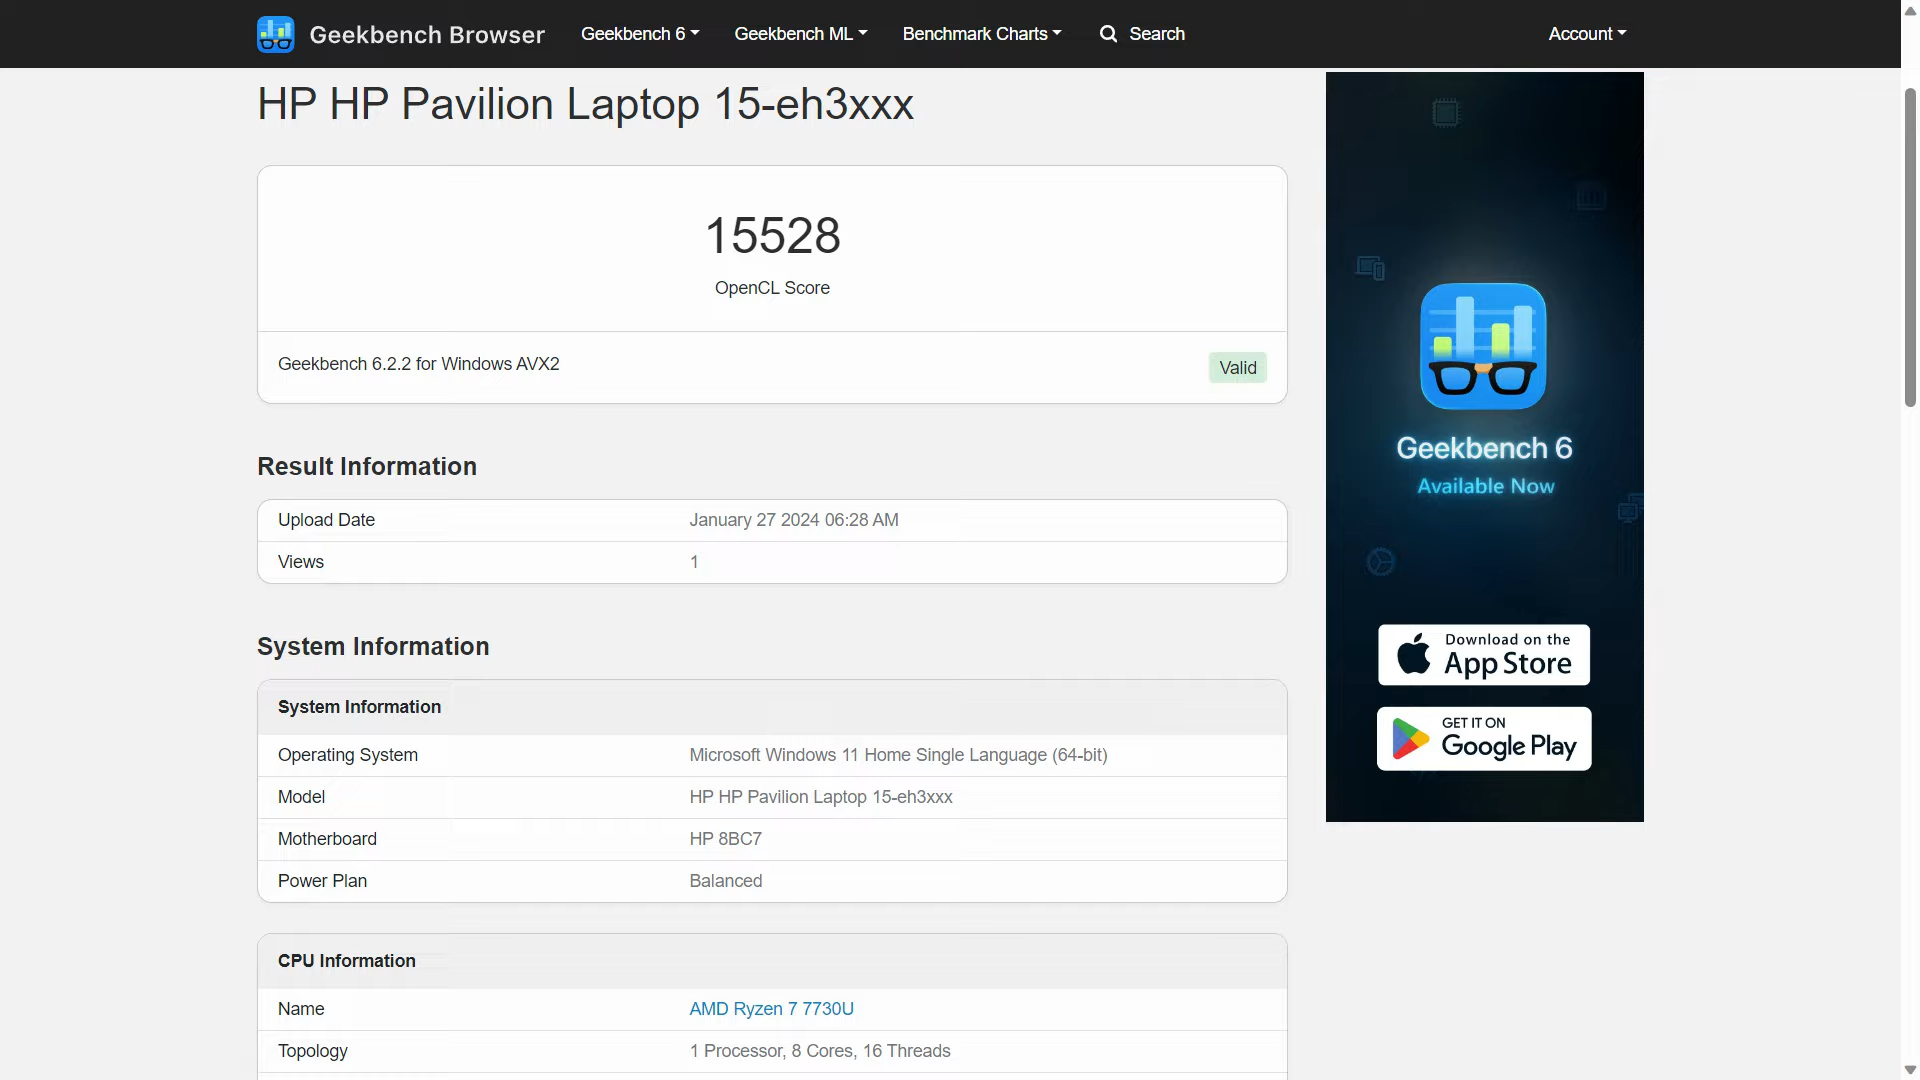 Geekbench Browser Geekbench 6 Geekbench ML Benchmark Charts Search Account
HP HP Pavilion Laptop 15-eh3xxx
15528
OpenCL Score
Geekbench 6.2.2 for Windows AVX2 Valid
Result Information
Upload Date January 27 2024 06:28 AM
Views 1
System Information
System Information
Operating System Microsoft Windows 11 Home Single Language (64-bit)
Model HP HP Pavilion Laptop 15-eh3xxx
Motherboard HP 8BC7
Power Plan Balanced
CPU Information
Name AMD Ryzen 7 7730U
Topology 1 Processor, 8 Cores, 16 Threads
Geekbench 6
Available Now
Download on the
App Store
GET IT ON
Google Play